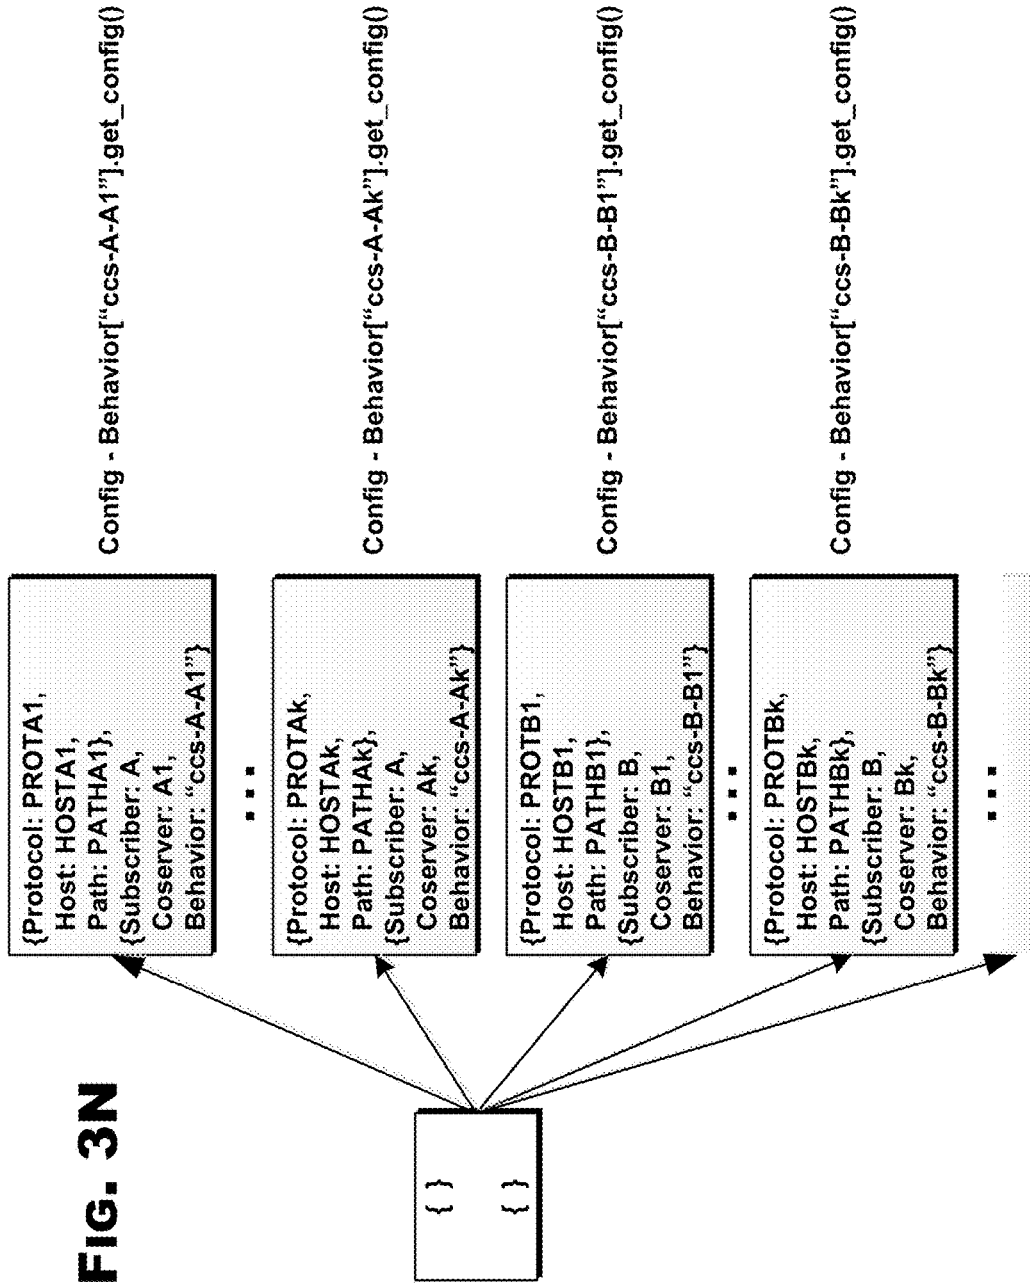 FIG. 3N
{ }
{ }
{Protocol: PROTA1,
Host: HOSTA1,
Path: PATHA1},
{Subscriber: A,
Coserver: A1,
Behavior: “ccs-A-A1”}
Config - Behavior[“ccs-A-A1”].get_config()
...
{Protocol: PROTAk,
Host: HOSTAk,
Path: PATHAk},
{Subscriber: A,
Coserver: Ak,
Behavior: “ccs-A-Ak”}
Config - Behavior[“ccs-A-Ak”].get_config()
{Protocol: PROTB1,
Host: HOSTB1,
Path: PATHB1},
{Subscriber: B,
Coserver: B1,
Behavior: “ccs-B-B1”}
Config - Behavior[“ccs-B-B1”].get_config()
...
{Protocol: PROTBk,
Host: HOSTBk,
Path: PATHBk},
{Subscriber: B,
Coserver: Bk,
Behavior: “ccs-B-Bk”}
Config - Behavior[“ccs-B-Bk”].get_config()
...